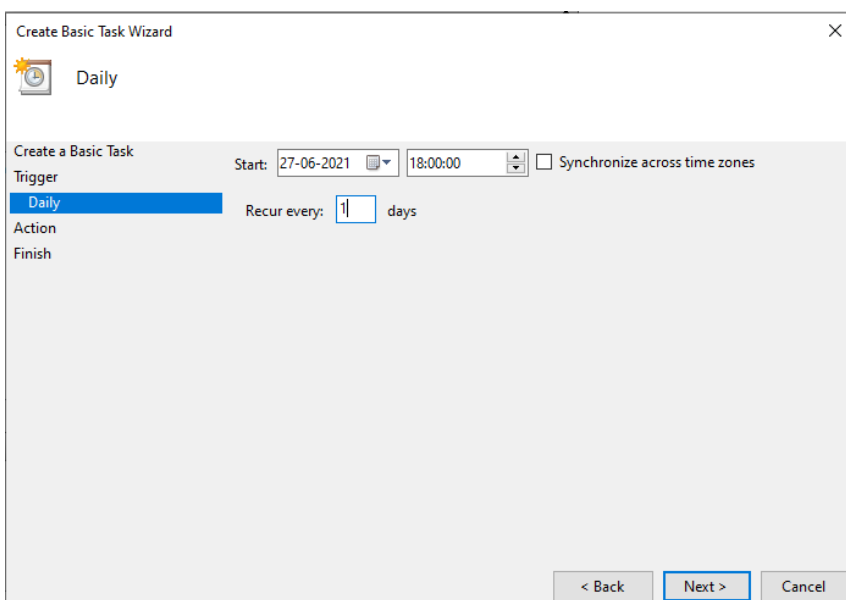 Create Basic Task Wizard
Daily
Create a Basic Task
Trigger
Daily
Action
Finish
Start: 27-06-2021 18:00:00 Synchronize across time zones
Recur every: 1 days
< Back Next > Cancel